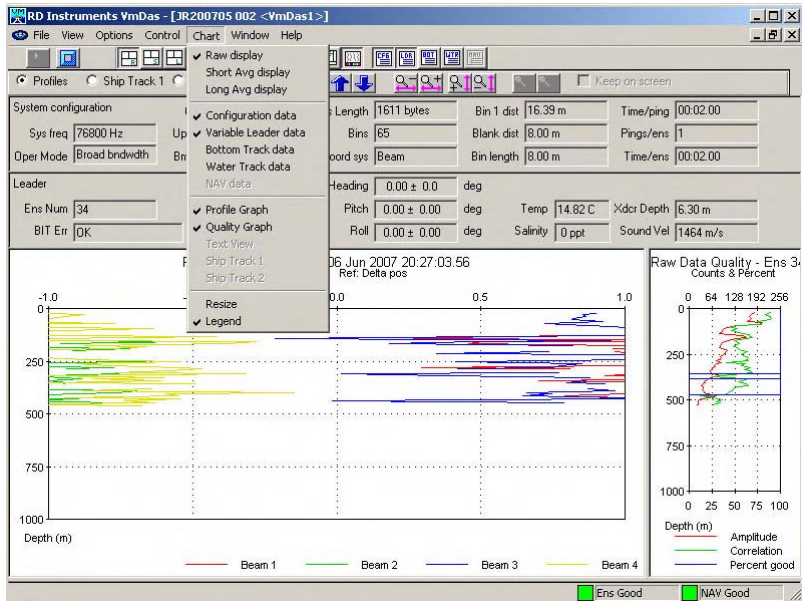 RD Instruments VmDas - [JR200705 002 <VmDas1>]
File View Options Control Chart Window Help
CFG LDR BOT WTR NAV
Profiles Ship Track 1 Keep on screen
Raw display
Short Avg display
Long Avg display
Configuration data
Variable Leader data
Bottom Track data
Water Track data
NAV data
Profile Graph
Quality Graph
Text View
Ship Track 1
Ship Track 2
Resize
Legend
System configuration
s Length 1611 bytes Bin 1 dist 16.39 m Time/ping 00:02.00
Sys freq 76800 Hz Up Bins 65 Blank dist 8.00 m Pings/ens 1
Oper Mode Broad bndwdth oord sys Beam Bin length 8.00 m Time/ens 00:02.00
Leader Heading 0.00 ± 0.0 deg
Ens Num 34 Pitch 0.00 ± 0.00 deg Temp 14.82 C Xdcr Depth 6.30 m
BIT Err OK Roll 0.00 ± 0.00 deg Salinity 0 ppt Sound Vel 1464 m/s
06 Jun 2007 20:27:03.56
Ref: Delta pos
-1.0 0.0 0.5 1.0
0
250
500
750
1000
Depth (m)
Beam 1 Beam 2 Beam 3 Beam 4
Raw Data Quality - Ens 34
Counts & Percent
0 64 128 192 256
0
250
500
750
1000
0 25 50 75 100
Depth (m)
Amplitude
Correlation
Percent good
Ens Good NAV Good